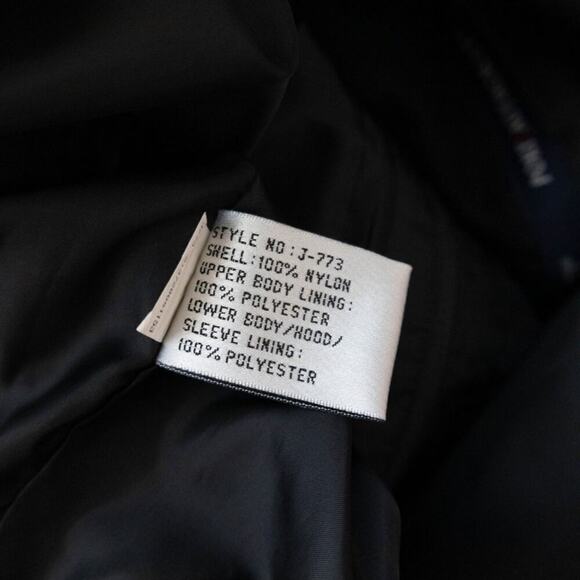 STYLE NO: J-773
SHELL: 100% NYLON
UPPER BODY LINING:
100% POLYESTER
LOWER BODY/HOOD/
SLEEVE LINING:
100% POLYESTER